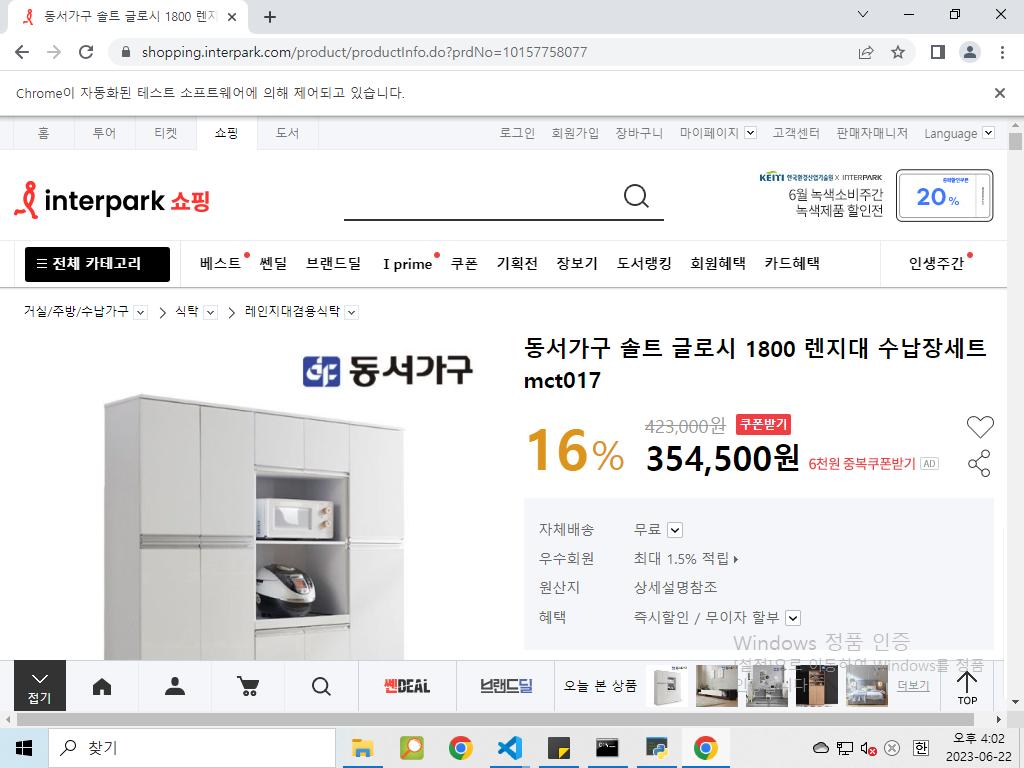 동서가구 솔트 글로시 1800 렌지
shopping.interpark.com/product/productInfo.do?prdNo=10157758077
Chrome이 자동화된 테스트 소프트웨어에 의해 제어되고 있습니다.
홈 투어 티켓 쇼핑 도서 로그인 회원가입 장바구니 마이페이지 고객센터 판매자매니저 Language
KEITI 한국환경산업기술원 X INTERPARK
6월 녹색소비주간
녹색제품 할인전
20%
interpark 쇼핑
전체 카테고리 베스트 쎈딜 브랜드딜 I prime 쿠폰 기획전 장보기 도서랭킹 회원혜택 카드혜택 인생주간
거실/주방/수납가구 식탁 레인지대겸용식탁
동서가구
동서가구 솔트 글로시 1800 렌지대 수납장세트
mct017
16%
423,000원 쿠폰받기
354,500원 6천원 중복쿠폰받기 AD
자체배송 무료
우수회원 최대 1.5% 적립
원산지 상세설명참조
혜택 즉시할인 / 무이자 할부
Windows 정품 인증
[설정]으로 이동하여 Windows를 정품
접기 쎈DEAL 브랜드딜 오늘 본 상품 더보기 TOP
찾기
한
오후 4:02
2023-06-22